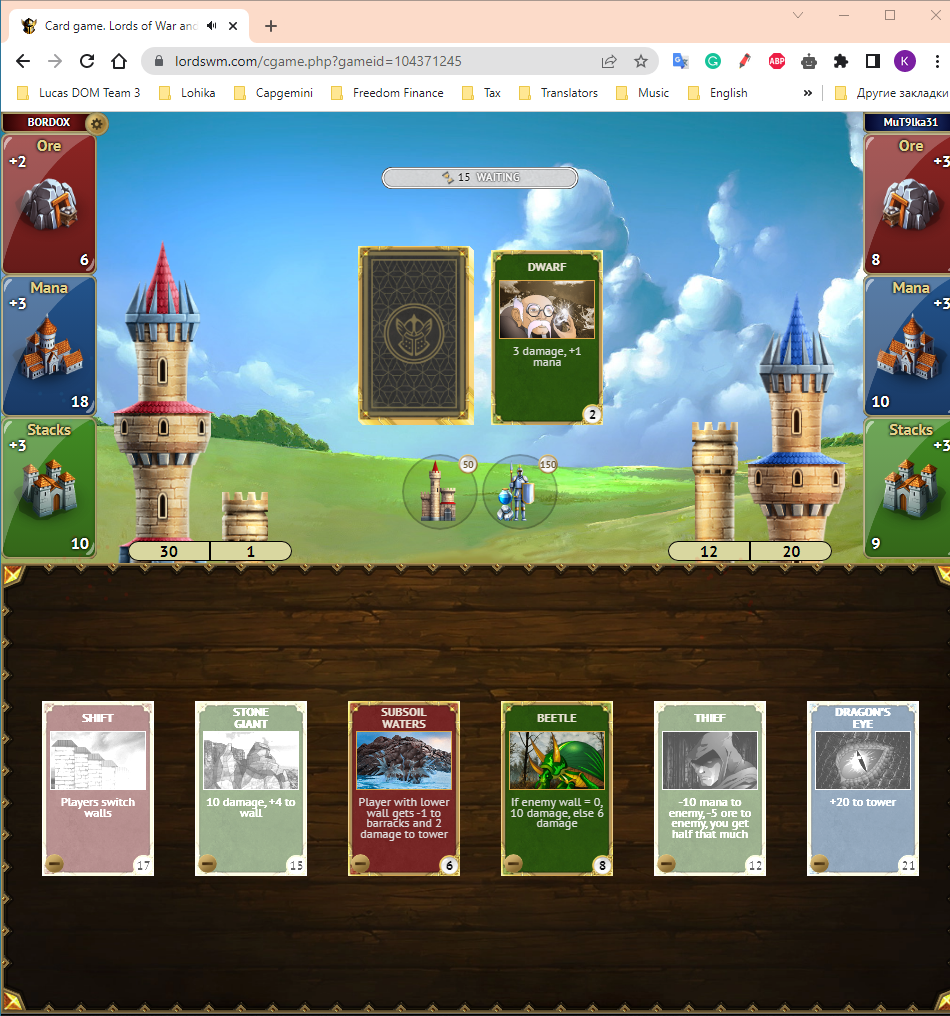 Card game. Lords of War and
lordswm.com/cgame.php?gameid=104371245
ABP
K
Lucas DOM Team 3
Lohika
Capgemini
Freedom Finance
Tax
Translators
Music
English
»
Другие закладки
BORDOX
MuT9lka31
Ore
+2
6
Mana
+3
18
Stacks
+3
10
15 WAITING
DWARF
3 damage, +1
mana
2
50
150
Ore
+3
8
Mana
+3
10
Stacks
+3
9
30
1
12
20
SHIFT
Players switch
walls
17
STONE
GIANT
10 damage, +4 to
wall
15
SUBSOIL
WATERS
Player with lower
wall gets -1 to
barracks and 2
damage to tower
6
BEETLE
If enemy wall = 0,
10 damage, else 6
damage
8
THIEF
-10 mana to
enemy, -5 ore to
enemy, you get
half that much
12
DRAGON'S
EYE
+20 to tower
21